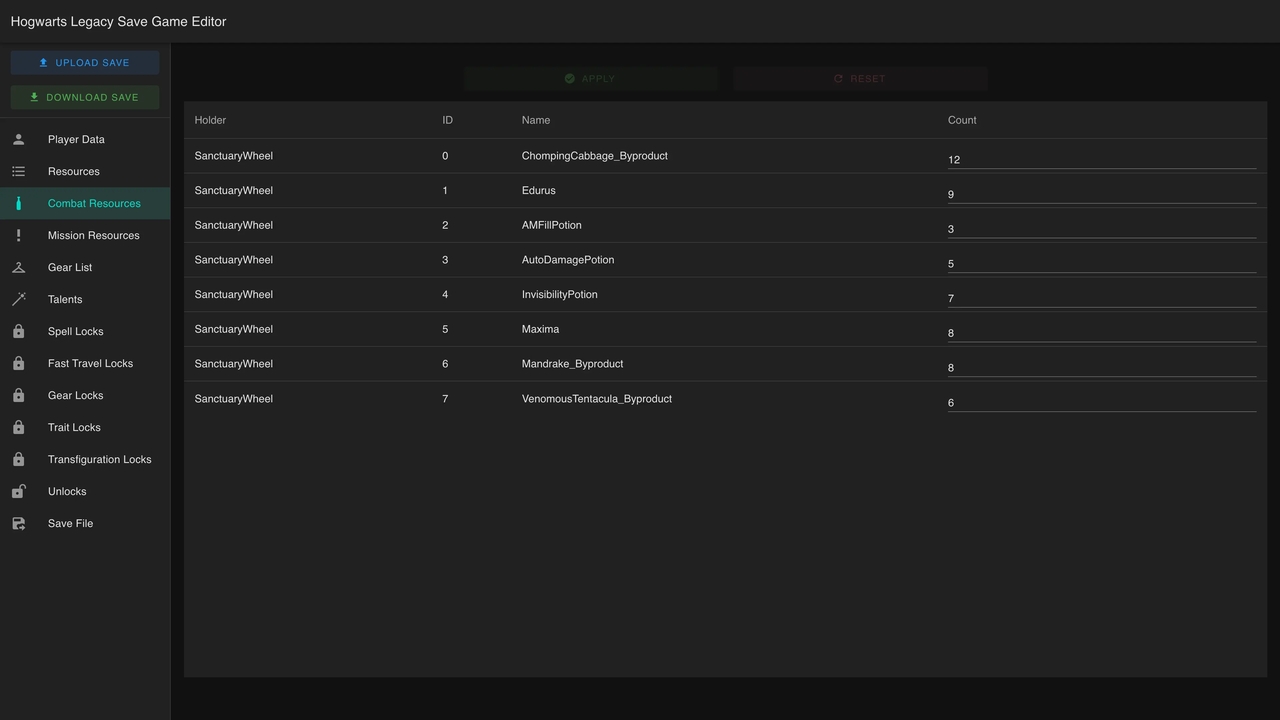 Hogwarts Legacy Save Game Editor
UPLOAD SAVE
DOWNLOAD SAVE
Player Data
Resources
Combat Resources
Mission Resources
Gear List
Talents
Spell Locks
Fast Travel Locks
Gear Locks
Trait Locks
Transfiguration Locks
Unlocks
Save File
APPLY RESET
Holder ID Name Count
SanctuaryWheel 0 ChompingCabbage_Byproduct 12
SanctuaryWheel 1 Edurus 9
SanctuaryWheel 2 AMFillPotion 3
SanctuaryWheel 3 AutoDamagePotion 5
SanctuaryWheel 4 InvisibilityPotion 7
SanctuaryWheel 5 Maxima 8
SanctuaryWheel 6 Mandrake_Byproduct 8
SanctuaryWheel 7 VenomousTentacula_Byproduct 6